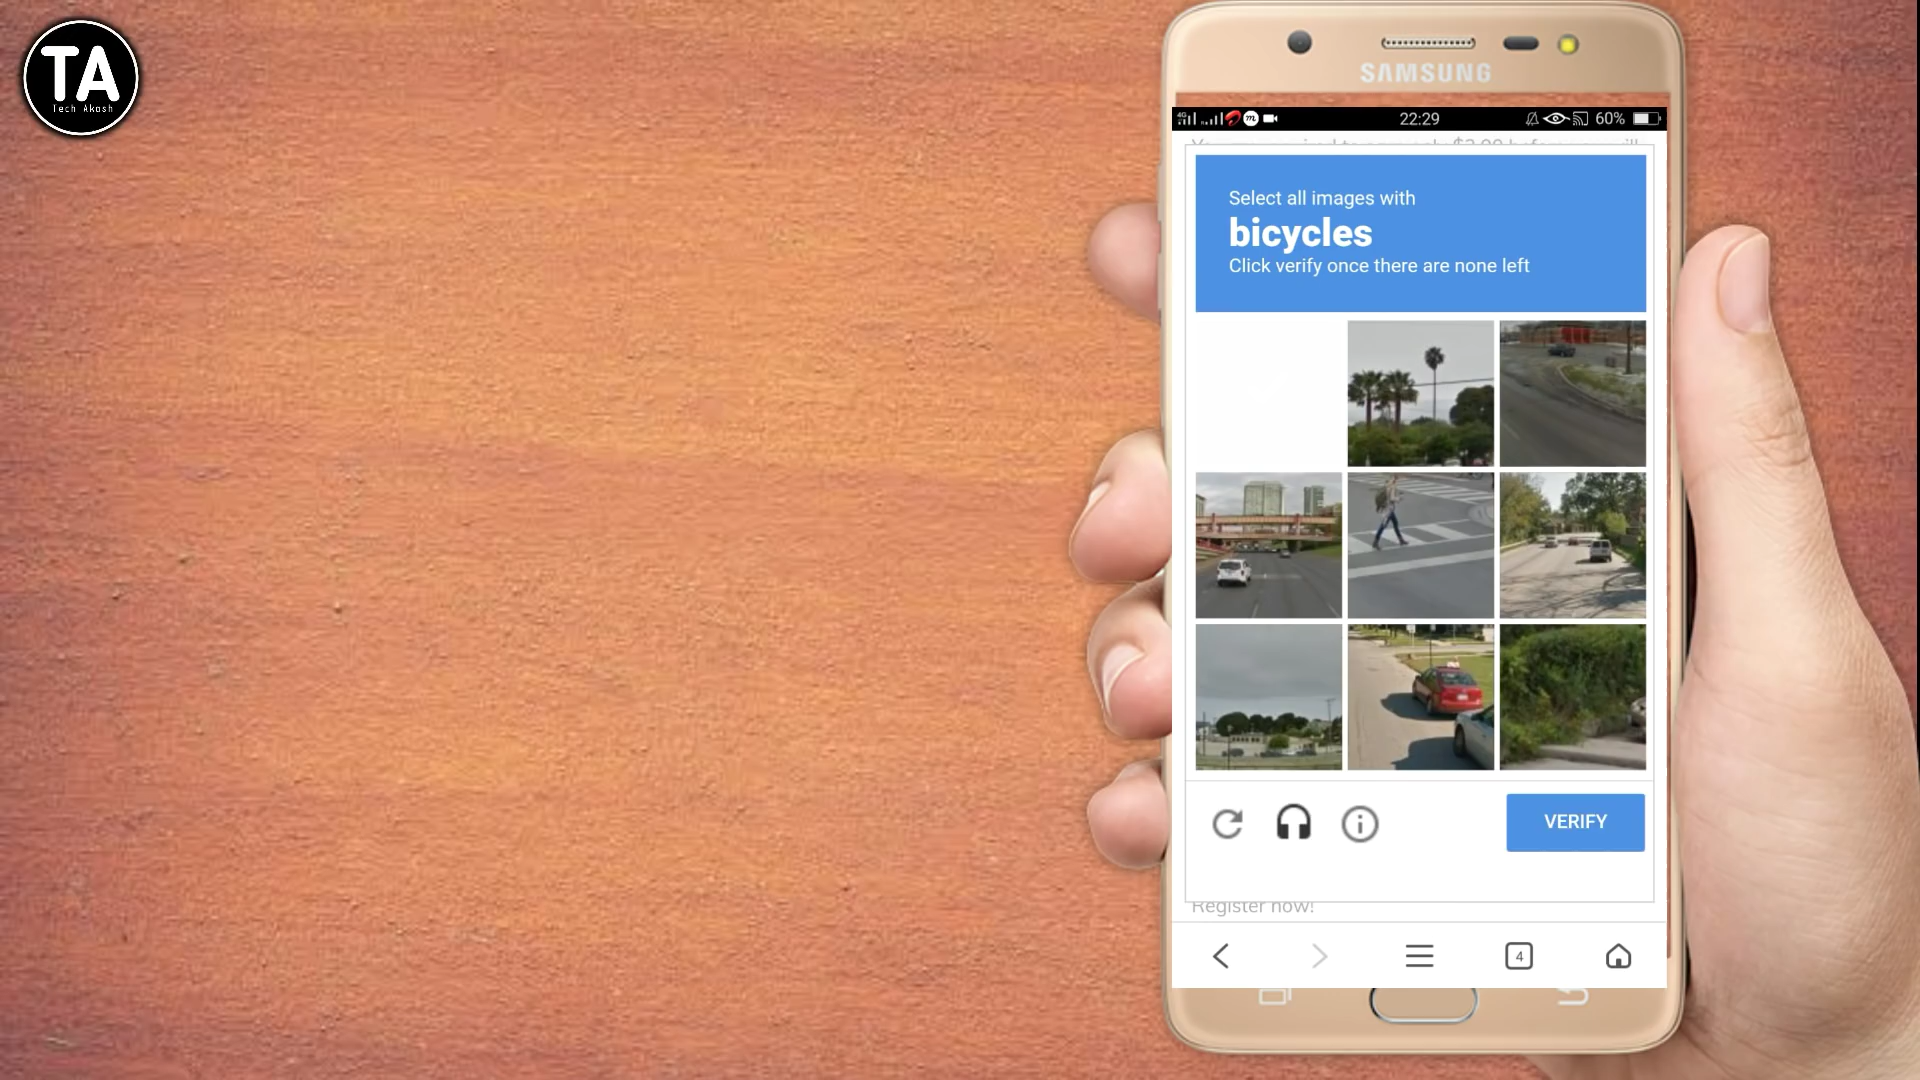 TA
Tech Akash
SAMSUNG
4G
22:29
60%
Select all images with
bicycles
Click verify once there are none left
VERIFY
Register now!
4